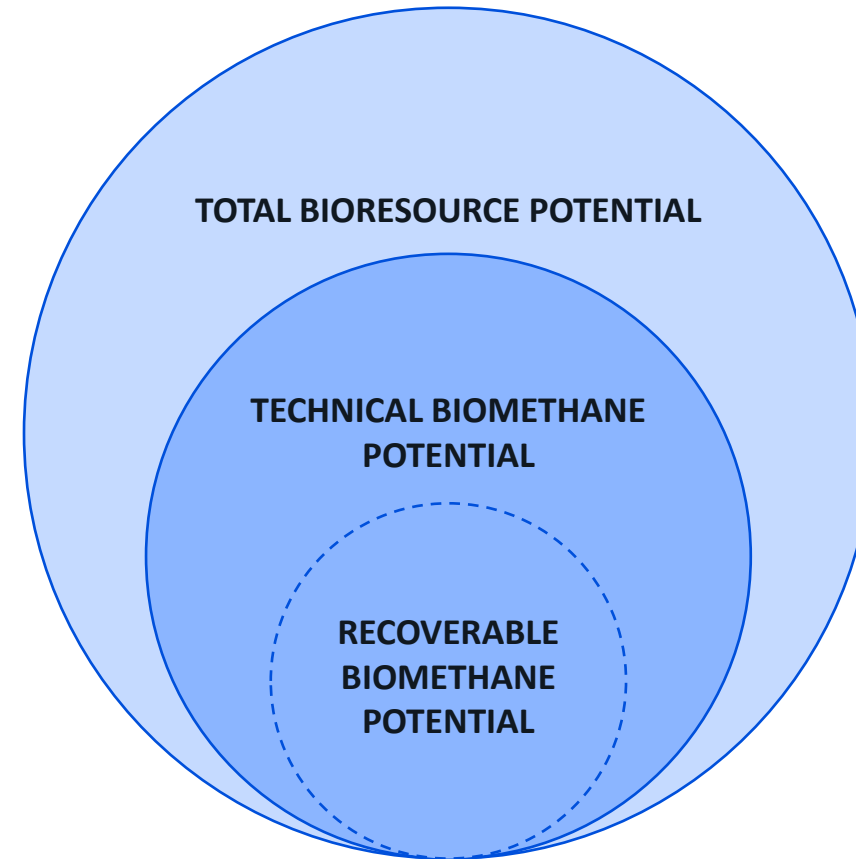 TOTAL BIORESOURCE POTENTIAL
TECHNICAL BIOMETHANE
POTENTIAL
RECOVERABLE
BIOMETHANE
POTENTIAL